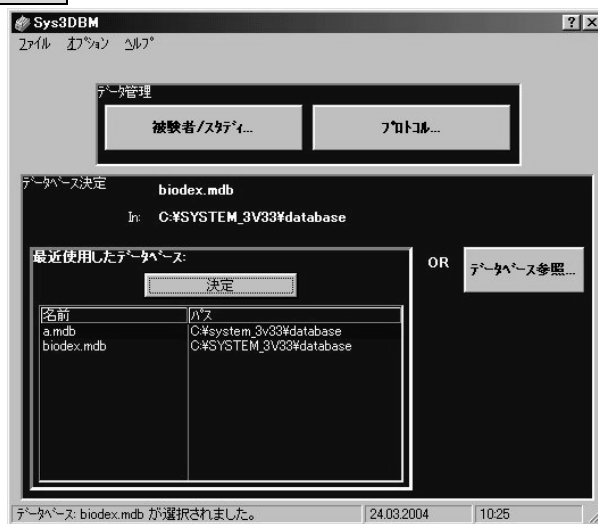 Sys3DBM
ファイル オプション ヘルプ
データ管理
被験者/スタディ...
プロトコル...
データベース決定
biodex.mdb
In: C:¥SYSTEM_3V33¥database
最近使用したデータベース:
決定
OR
データベース参照...
名前 パス
a.mdb C:¥system_3v33¥database
biodex.mdb C:¥SYSTEM_3V33¥database
データベース: biodex.mdb が選択されました。 24.03.2004 10:25